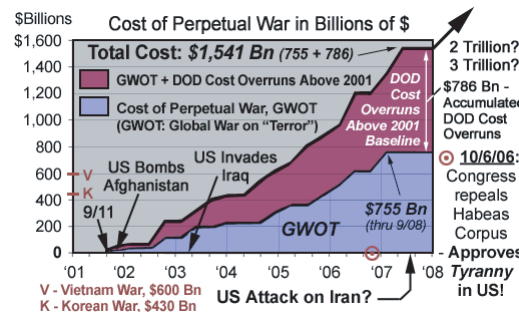 $Billions
Cost of Perpetual War in Billions of $
$1,600
1,400
1,200
1,000
800
600
400
200
0
V
K
Total Cost: $1,541 Bn (755 + 786)
GWOT + DOD Cost Overruns Above 2001
Cost of Perpetual War, GWOT
(GWOT: Global War on “Terror”)
US Bombs
Afghanistan
US Invades
Iraq
9/11
DOD
Cost
Overruns
Above 2001
Baseline
GWOT
$755 Bn
(thru 9/08)
2 Trillion?
3 Trillion?
$786 Bn -
Accumulated
DOD Cost
Overruns
10/6/06:
Congress
repeals
Habeas
Corpus
- Approves
Tyranny
in US!
'01 '02 '03 '04 '05 '06 '07 '08
V - Vietnam War, $600 Bn
K - Korean War, $430 Bn
US Attack on Iran?